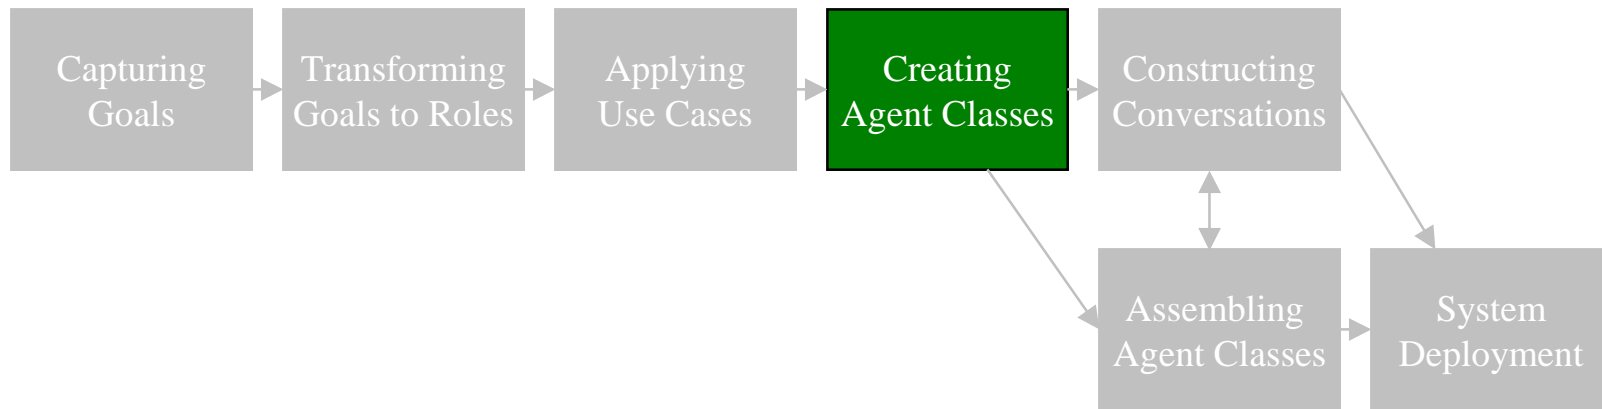 Capturing
Goals
Transforming
Goals to Roles
Applying
Use Cases
Creating
Agent Classes
Constructing
Conversations
Assembling
Agent Classes
System
Deployment